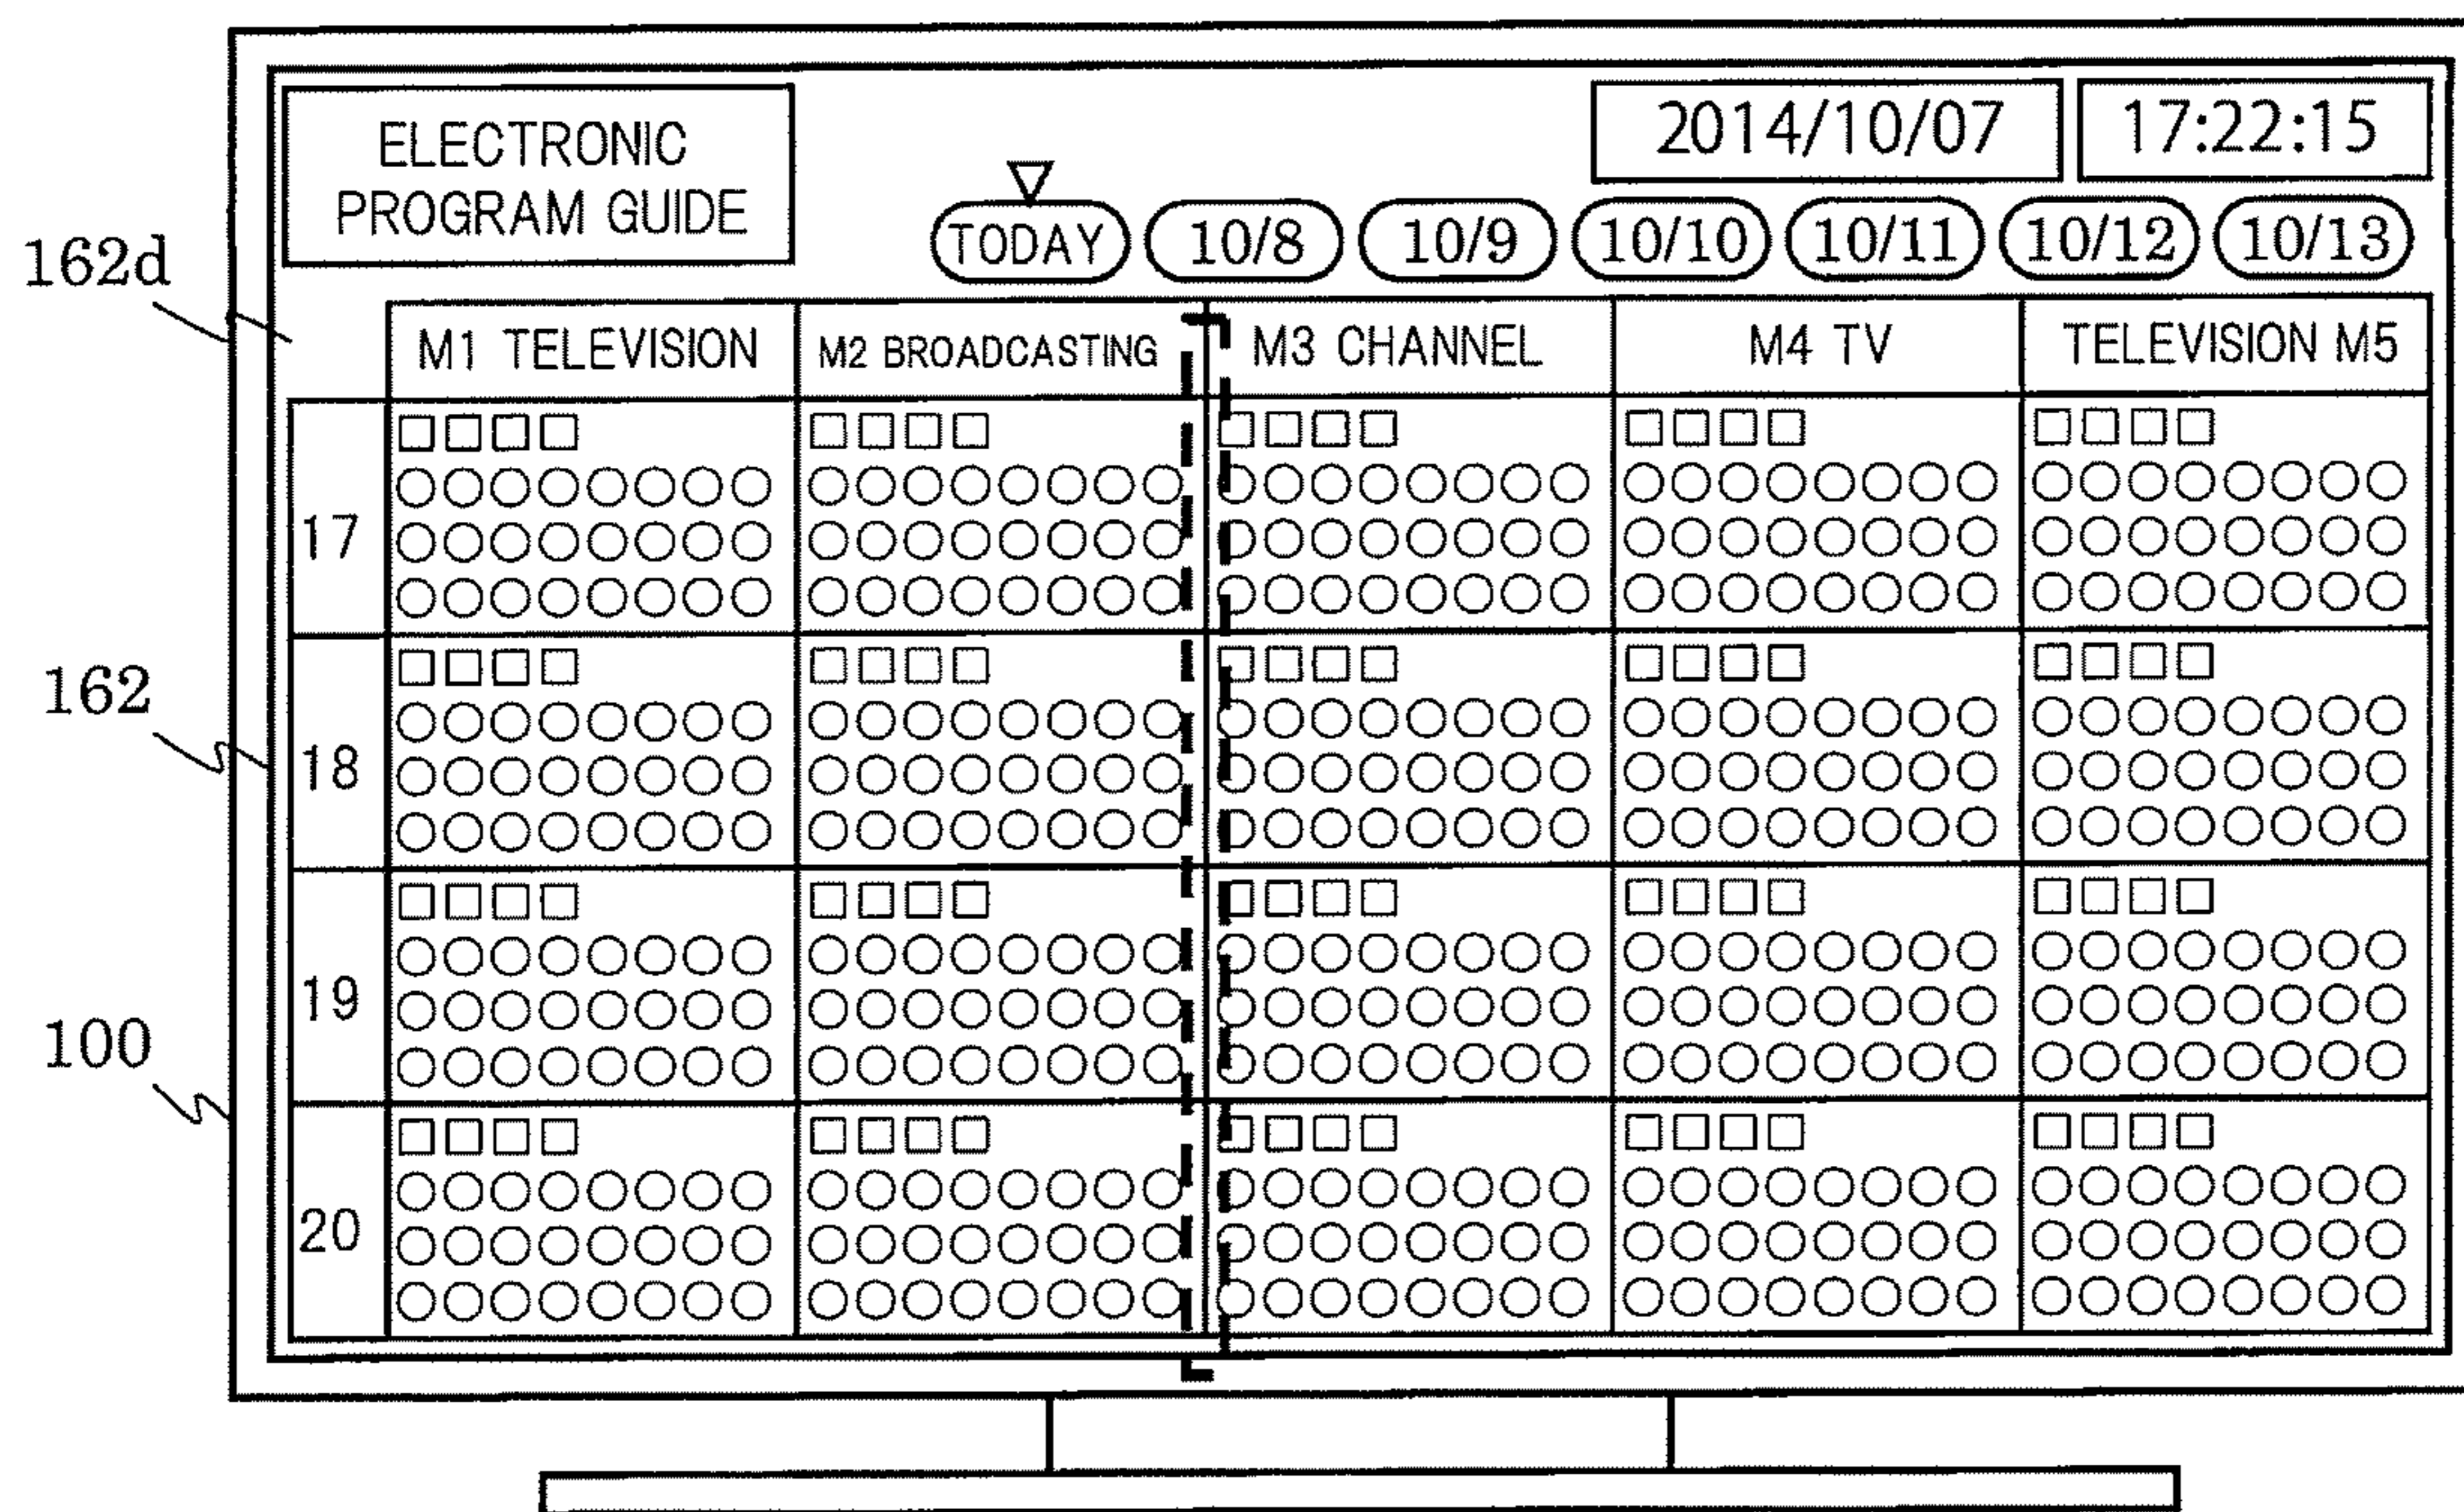 ELECTRONIC
PROGRAM GUIDE
2014/10/07 17:22:15
TODAY 10/8 10/9 10/10 10/11 10/12 10/13
162d
M1 TELEVISION M2 BROADCASTING M3 CHANNEL M4 TV TELEVISION M5
□□□□ □□□□ □□□□ □□□□ □□□□
○○○○○○○○ ○○○○○○○○ ○○○○○○○○ ○○○○○○○○ ○○○○○○○○
17 ○○○○○○○○ ○○○○○○○○ ○○○○○○○○ ○○○○○○○○ ○○○○○○○○
○○○○○○○○ ○○○○○○○○ ○○○○○○○○ ○○○○○○○○ ○○○○○○○○
□□□□ □□□□ □□□□ □□□□ □□□□
162
○○○○○○○○ ○○○○○○○○ ○○○○○○○○ ○○○○○○○○ ○○○○○○○○
18 ○○○○○○○○ ○○○○○○○○ ○○○○○○○○ ○○○○○○○○ ○○○○○○○○
○○○○○○○○ ○○○○○○○○ ○○○○○○○○ ○○○○○○○○ ○○○○○○○○
□□□□ □□□□ □□□□ □□□□ □□□□
○○○○○○○○ ○○○○○○○○ ○○○○○○○○ ○○○○○○○○ ○○○○○○○○
19 ○○○○○○○○ ○○○○○○○○ ○○○○○○○○ ○○○○○○○○ ○○○○○○○○
100
○○○○○○○○ ○○○○○○○○ ○○○○○○○○ ○○○○○○○○ ○○○○○○○○
□□□□ □□□□ □□□□ □□□□ □□□□
○○○○○○○○ ○○○○○○○○ ○○○○○○○○ ○○○○○○○○ ○○○○○○○○
20 ○○○○○○○○ ○○○○○○○○ ○○○○○○○○ ○○○○○○○○ ○○○○○○○○
○○○○○○○○ ○○○○○○○○ ○○○○○○○○ ○○○○○○○○ ○○○○○○○○